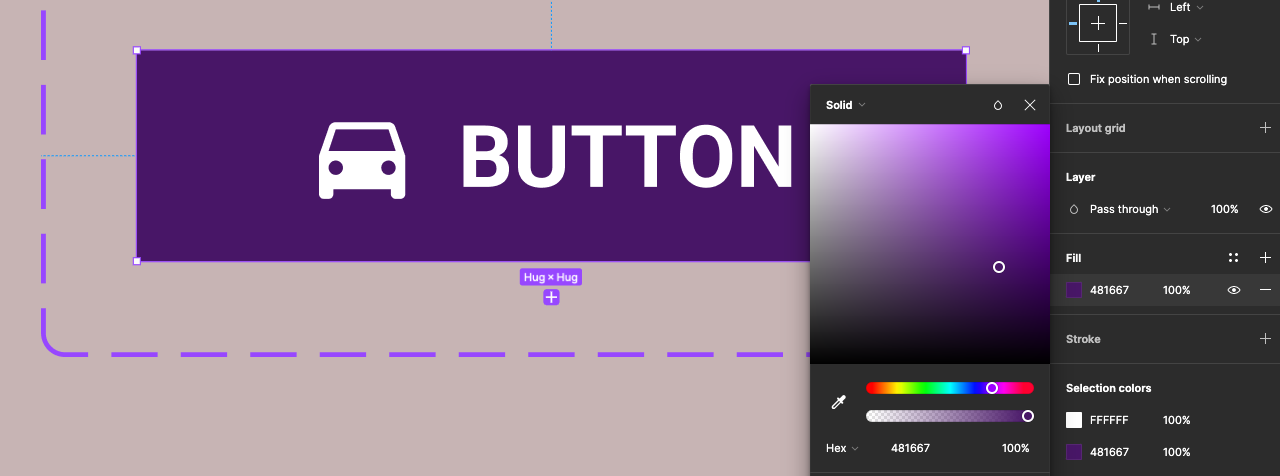 Left
Top
Fix position when scrolling
Layout grid
Layer
Pass through 100%
Fill
481667 100%
Stroke
Selection colors
FFFFFF 100%
481667 100%
Solid
Hex 481667 100%
BUTTON
Hug × Hug